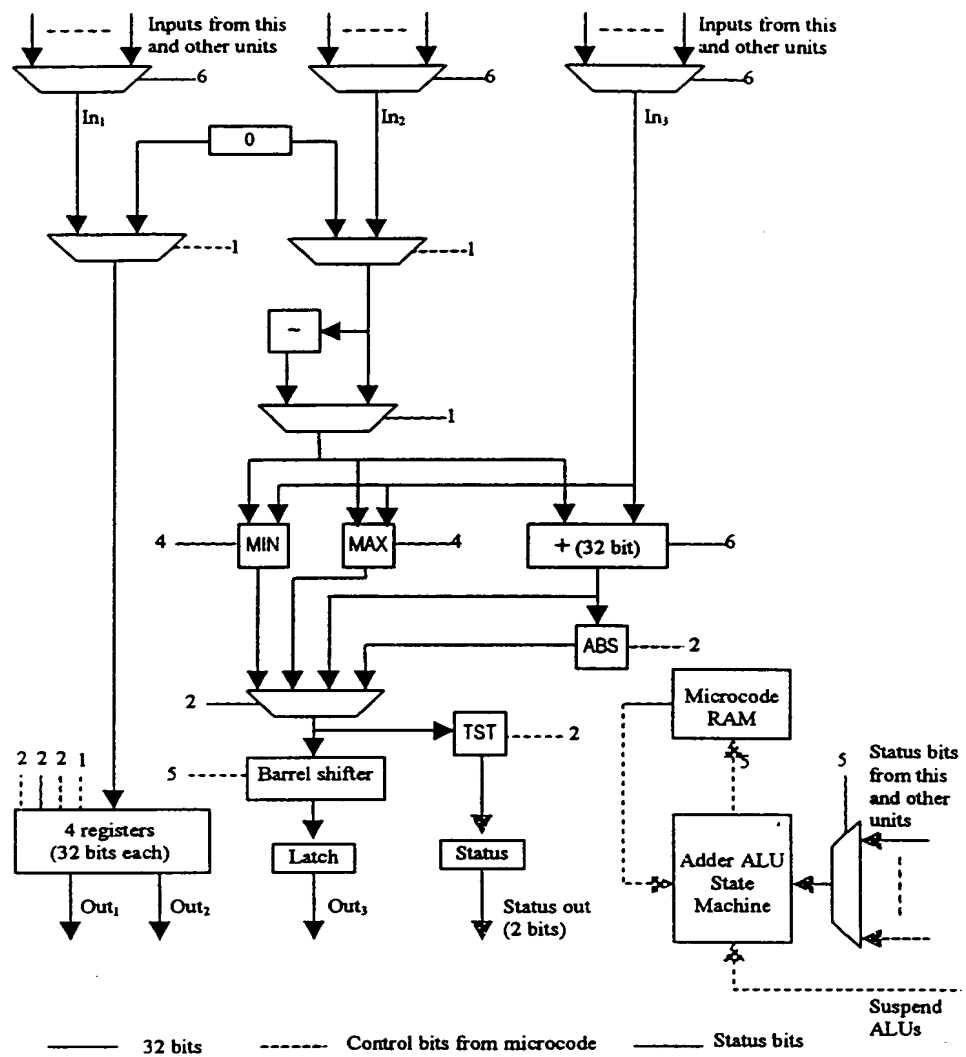 Inputs from this
and other units
Inputs from this
and other units
6
6
6
In1
In2
In3
0
1
1
~
1
4
MIN
MAX
4
+ (32 bit)
6
ABS
2
2
TST
2
Microcode
RAM
5
Barrel shifter
5
5
Status bits
from this
and other
units
2
2
2
1
4 registers
(32 bits each)
Latch
Status
Adder ALU
State
Machine
Out1
Out2
Out3
Status out
(2 bits)
Suspend
ALUs
32 bits
Control bits from microcode
Status bits